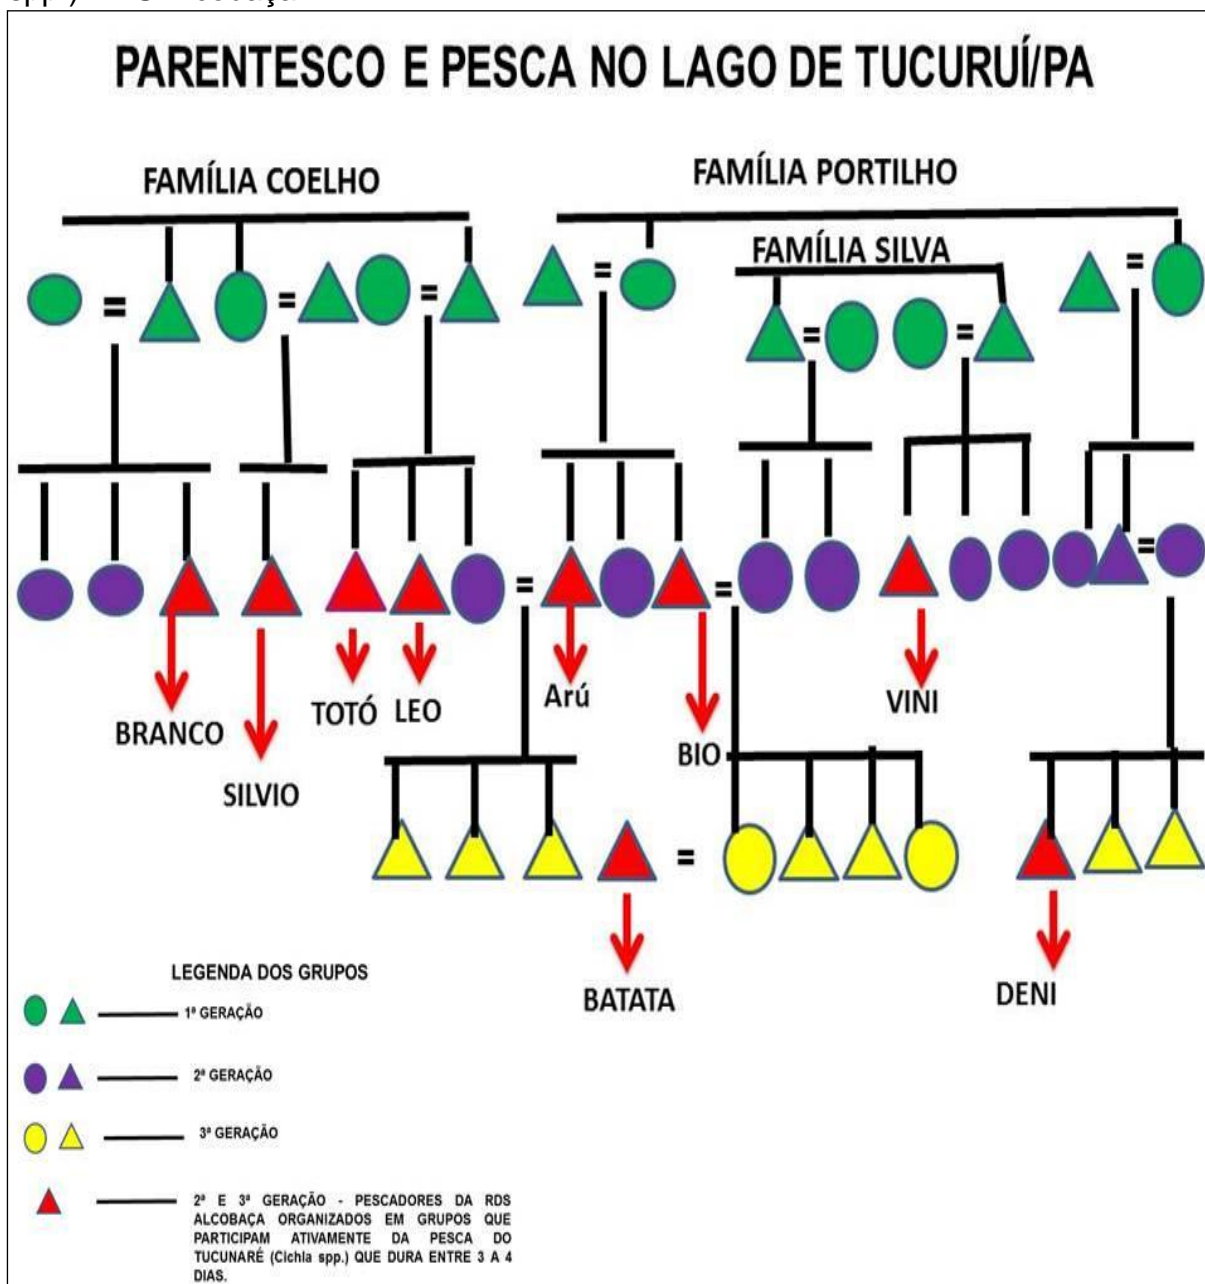 PARENTESCO E PESCA NO LAGO DE TUCURUÍ/PA
FAMÍLIA COELHO
FAMÍLIA PORTILHO
FAMÍLIA SILVA
=
=
=
=
=
=
=
=
=
=
BRANCO
SILVIO
TOTÓ
LEO
Arú
BIO
VINI
=
BATATA
DENI
LEGENDA DOS GRUPOS
1ª GERAÇÃO
2ª GERAÇÃO
3ª GERAÇÃO
2ª E 3ª GERAÇÃO - PESCADORES DA RDS
ALCOBAÇA ORGANIZADOS EM GRUPOS QUE
PARTICIPAM ATIVAMENTE DA PESCA DO
TUCUNARÉ (Cichla spp.) QUE DURA ENTRE 3 A 4
DIAS.